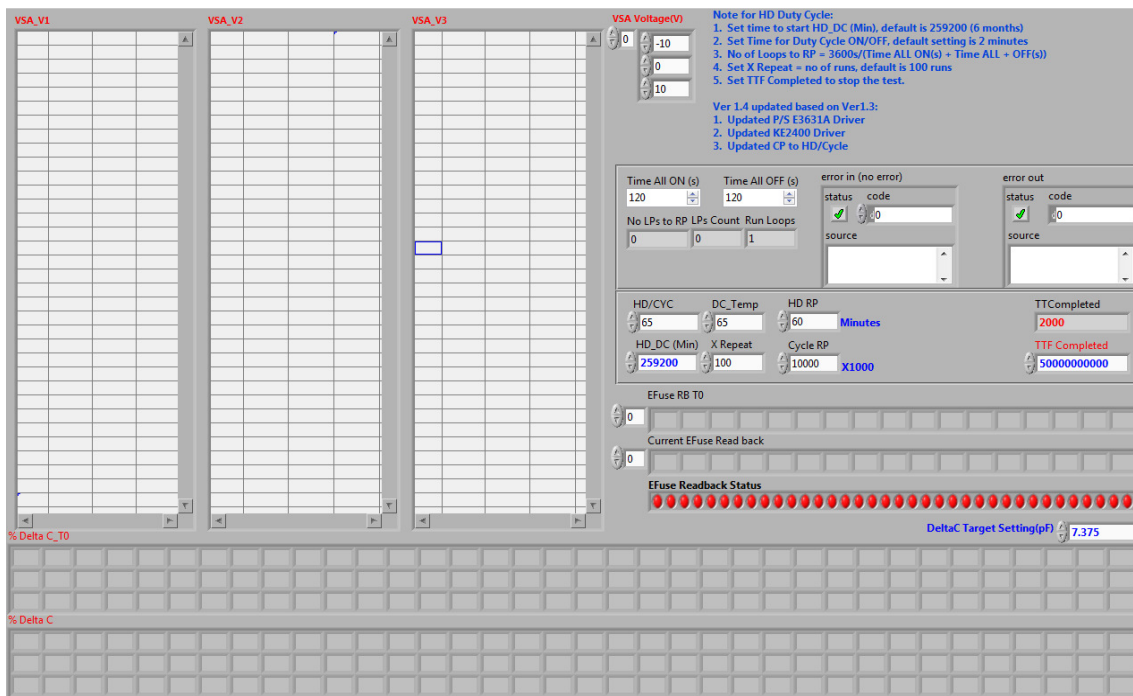 VSA_V1
VSA_V2
VSA_V3
VSA Voltage(V)
0
-10
0
10
Note for HD Duty Cycle:
1. Set time to start HD_DC (Min), default is 259200 (6 months)
2. Set Time for Duty Cycle ON/OFF, default setting is 2 minutes
3. No of Loops to RP = 3600s/(Time ALL ON(s) + Time ALL + OFF(s))
4. Set X Repeat = no of runs, default is 100 runs
5. Set TTF Completed to stop the test.
Ver 1.4 updated based on Ver1.3:
1. Updated P/S E3631A Driver
2. Updated KE2400 Driver
3. Updated CP to HD/Cycle
Time All ON (s)
Time All OFF (s)
120
120
No LPs to RP
LPs Count
Run Loops
0
0
1
error in (no error)
status
code
0
source
error out
status
code
0
source
HD/CYC
DC_Temp
HD RP
TTCompleted
65
65
60
Minutes
2000
HD_DC (Min)
X Repeat
Cycle RP
TTF Completed
259200
100
10000
X1000
50000000000
EFuse RB T0
0
Current EFuse Read back
0
EFuse Readback Status
DeltaC Target Setting(pF)
7.375
% Delta C_T0
% Delta C